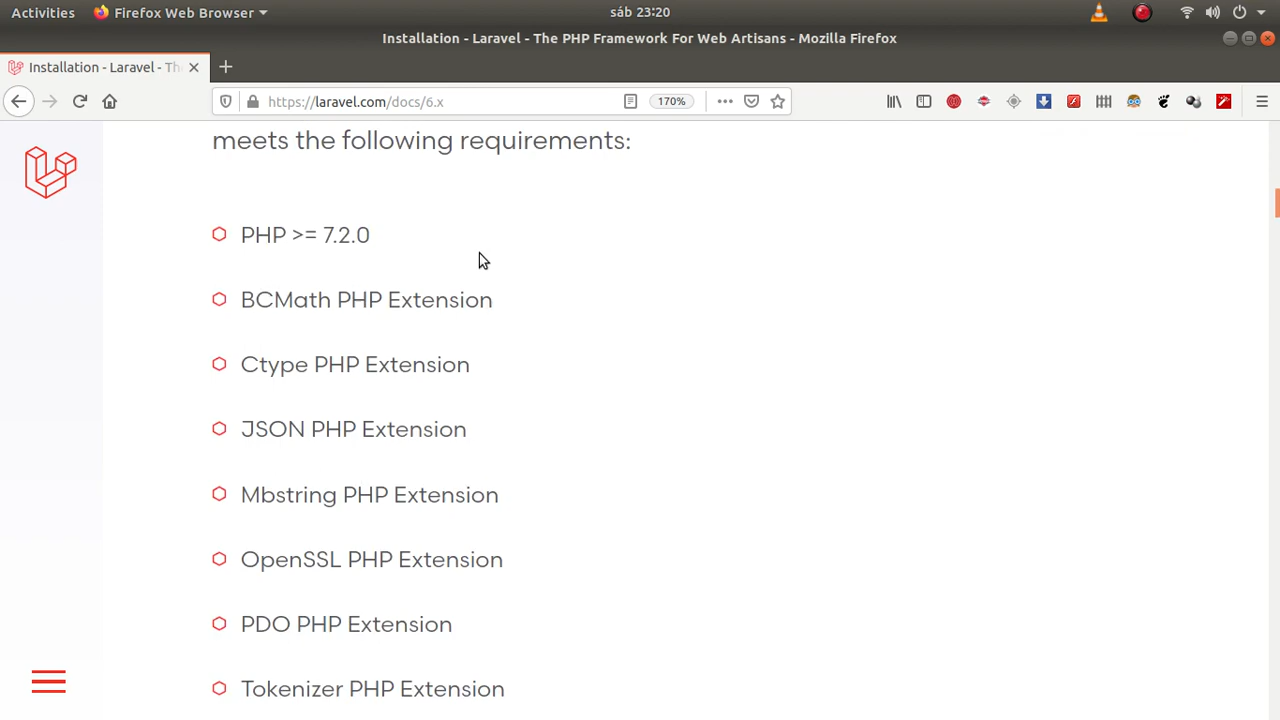 Activities
Firefox Web Browser
sáb 23:20
Installation - Laravel - The PHP Framework For Web Artisans - Mozilla Firefox
Installation - Laravel - Th
https://laravel.com/docs/6.x
170%
meets the following requirements:
PHP >= 7.2.0
BCMath PHP Extension
Ctype PHP Extension
JSON PHP Extension
Mbstring PHP Extension
OpenSSL PHP Extension
PDO PHP Extension
Tokenizer PHP Extension